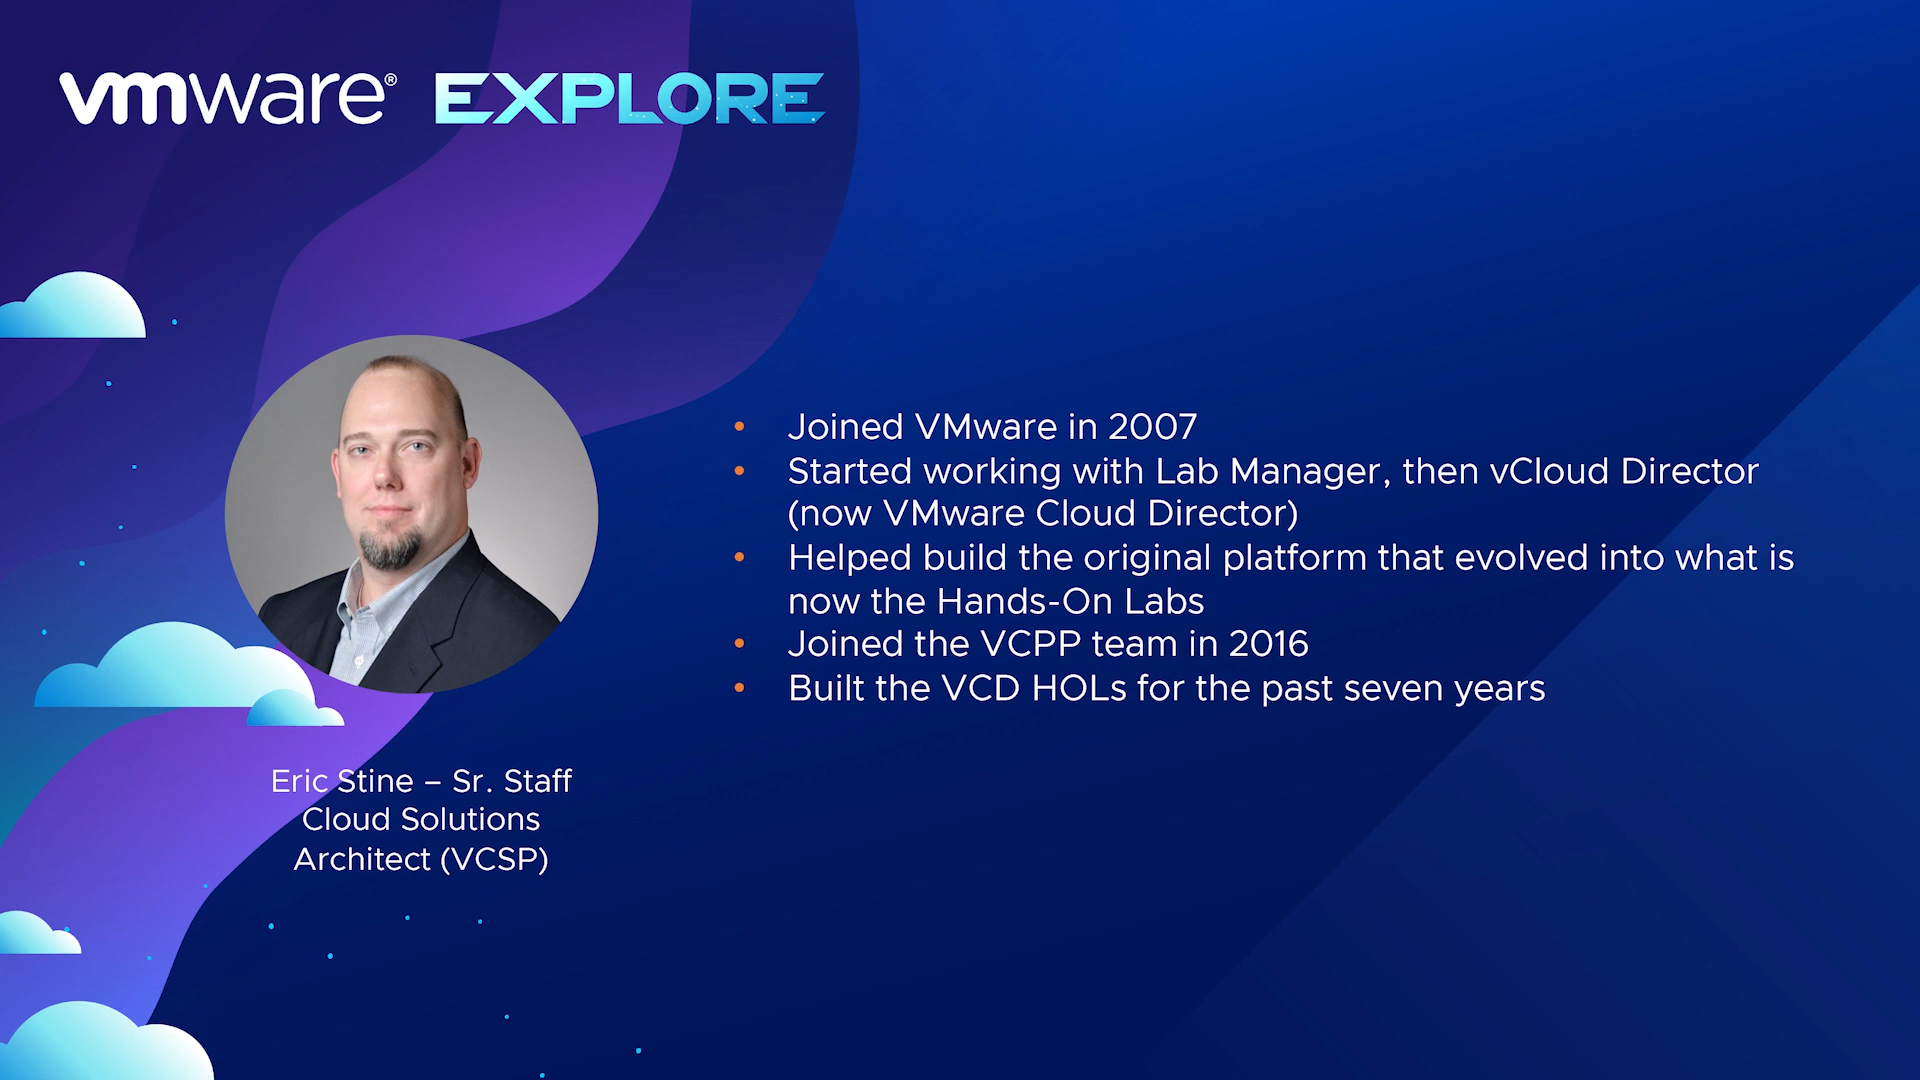 vmware® EXPLORE
• Joined VMware in 2007
• Started working with Lab Manager, then vCloud Director
(now VMware Cloud Director)
• Helped build the original platform that evolved into what is
now the Hands-On Labs
• Joined the VCPP team in 2016
• Built the VCD HOLs for the past seven years
Eric Stine – Sr. Staff
Cloud Solutions
Architect (VCSP)